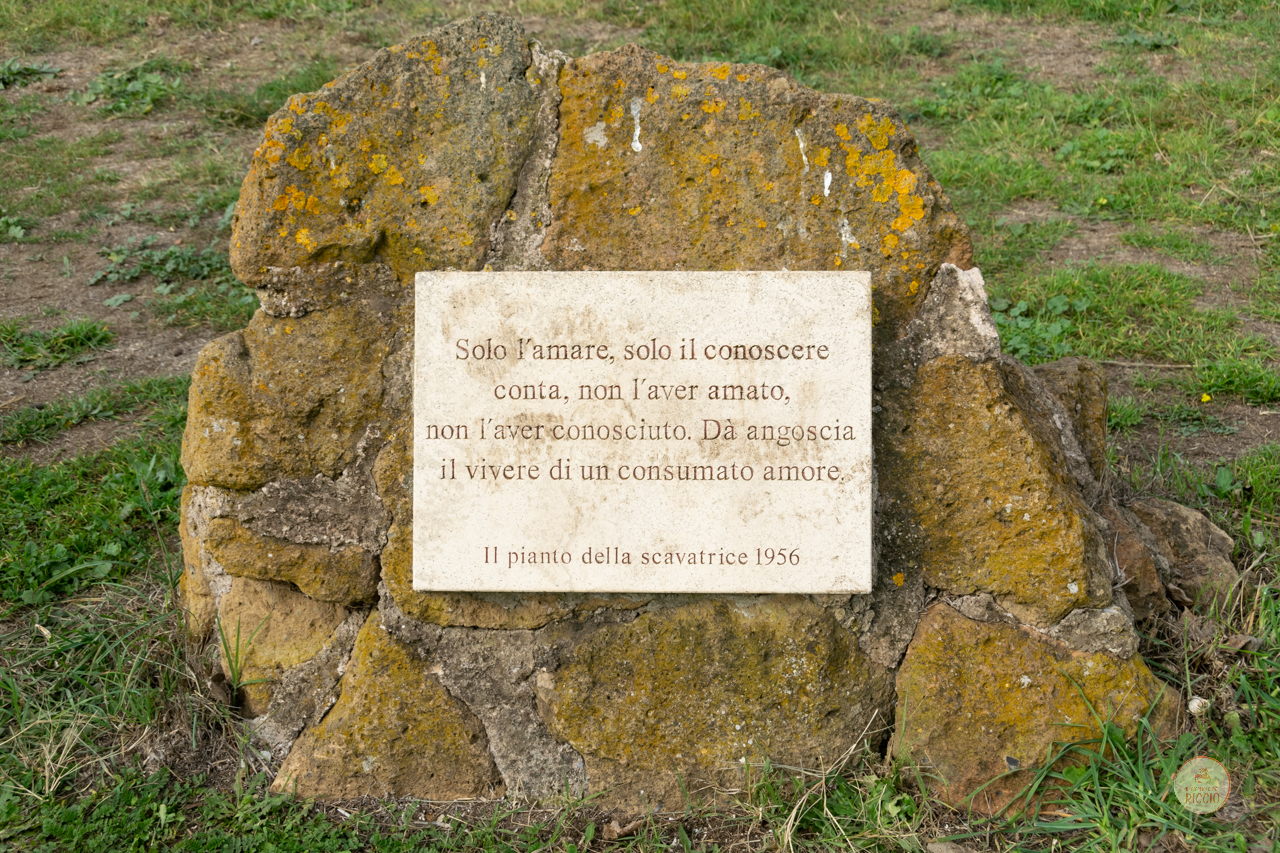 Solo l'amare, solo il conoscere
conta, non l'aver amato,
non l'aver conosciuto. Dà angoscia
il vivere di un consumato amore.
Il pianto della scavatrice 1956
RICCIO